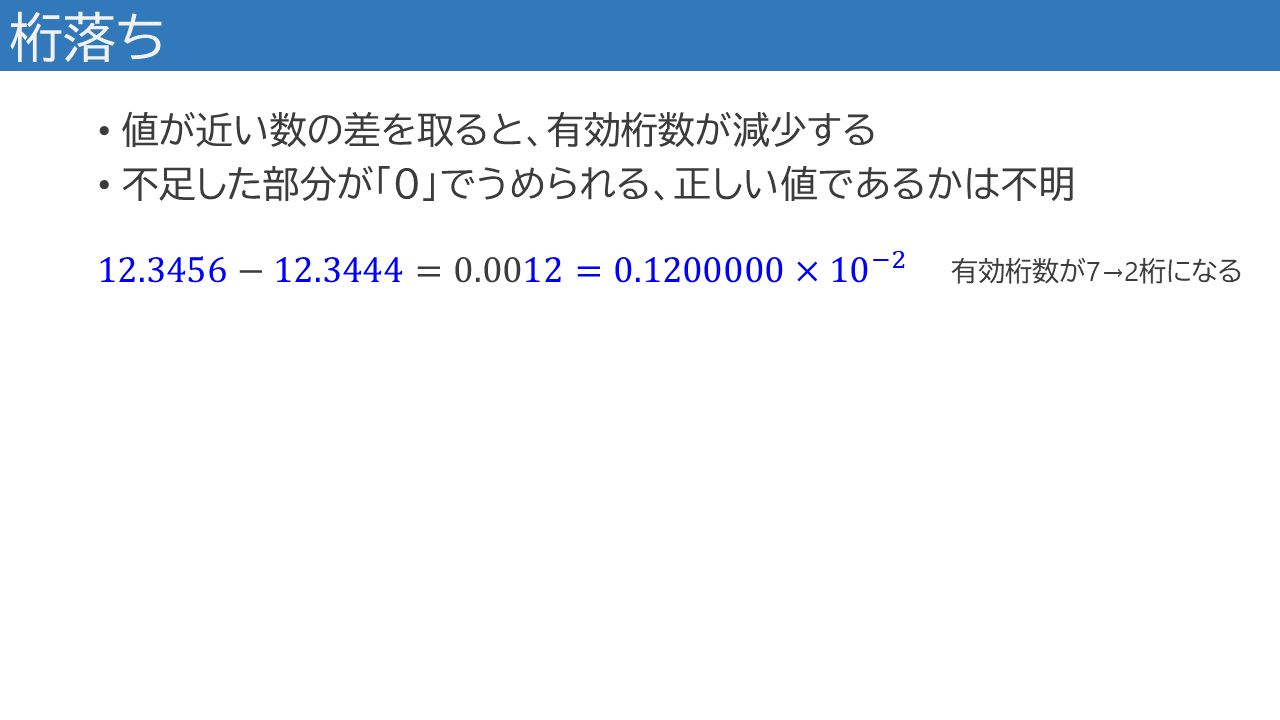 桁落ち
• 値が近い数の差を取ると、有効桁数が減少する
• 不足した部分が「０」でうめられる、正しい値であるかは不明
12.3456 − 12.3444 = 0.0012 = 0.1200000 × 10⁻² 有効桁数が7→2桁になる